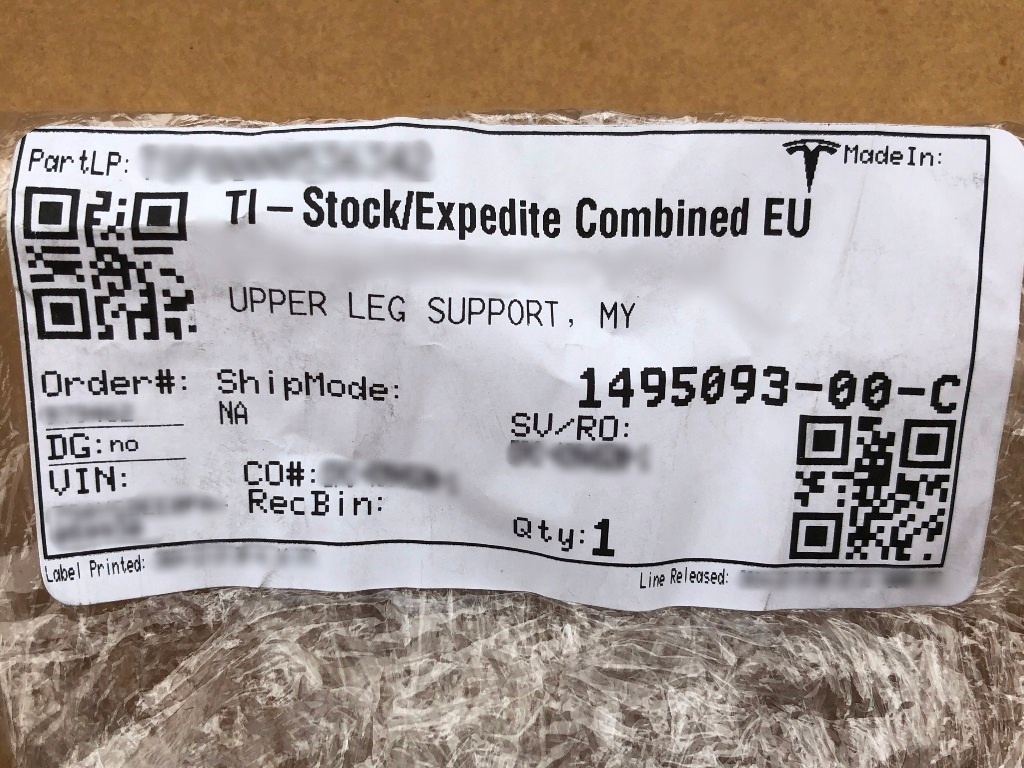 PartLP:
MadeIn:
TI – Stock/Expedite Combined EU
UPPER LEG SUPPORT, MY
Order#: ShipMode:
1495093-00-C
NA
SV/RO:
DG: no
VIN:
CO#:
RecBin:
Qty: 1
Label Printed:
Line Released: